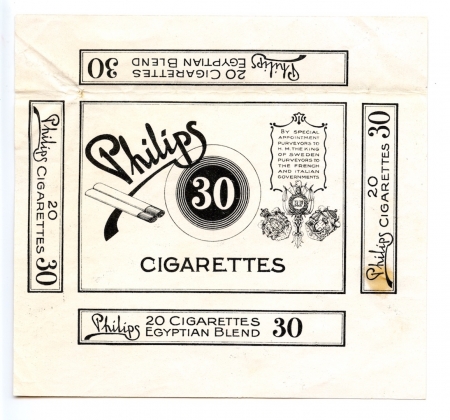 Philips
20 CIGARETTES
EGYPTIAN BLEND
30
Philips
20
CIGARETTES
30
Philips
30
BY SPECIAL
APPOINTMENT
PURVEYORS TO
H.M. THE KING
OF SWEDEN
PURVEYORS TO
THE FRENCH
AND ITALIAN
GOVERNMENTS
CIGARETTES
Philips
20
CIGARETTES
30
Philips
20 CIGARETTES
EGYPTIAN BLEND
30